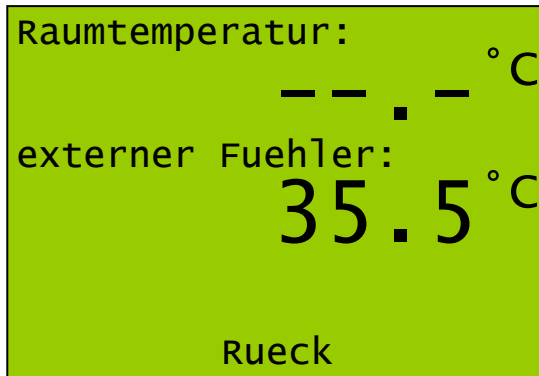 Raumtemperatur:
--.- °C
externer Fuehler:
35.5 °C
Rueck